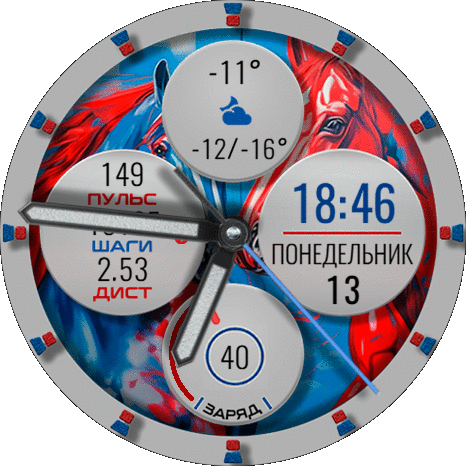 -11°
-12/-16°
149
ПУЛЬС
ШАГИ
2.53
ДИСТ
18:46
ПОНЕДЕЛЬНИК
13
40
ЗАРЯД